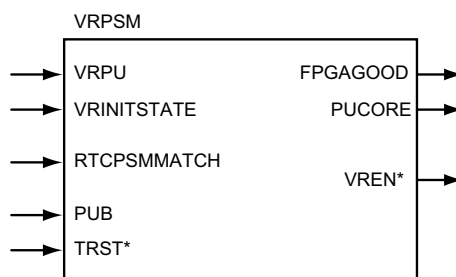 VRPSM
VRPU
FPGAGOOD
VRINITSTATE
PUCORE
RTCPSMMATCH
VREN*
PUB
TRST*